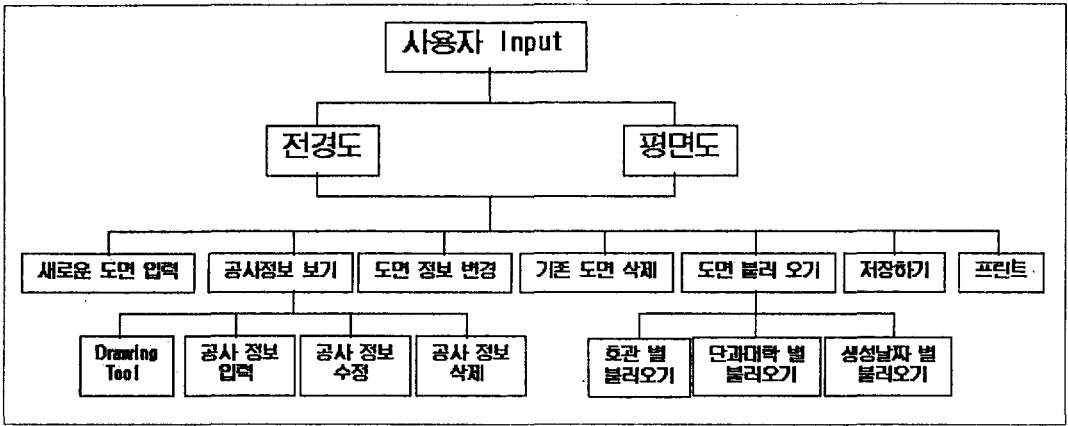 사용자 Input
전경도
평면도
새로운 도면 입력
공사정보 보기
도면 정보 변경
기존 도면 삭제
도면 불러 오기
저장하기
프린트
Drawing
Tool
공사 정보
입력
공사 정보
수정
공사 정보
삭제
호관 별
불러오기
단과대학 별
불러오기
생성날짜 별
불러오기